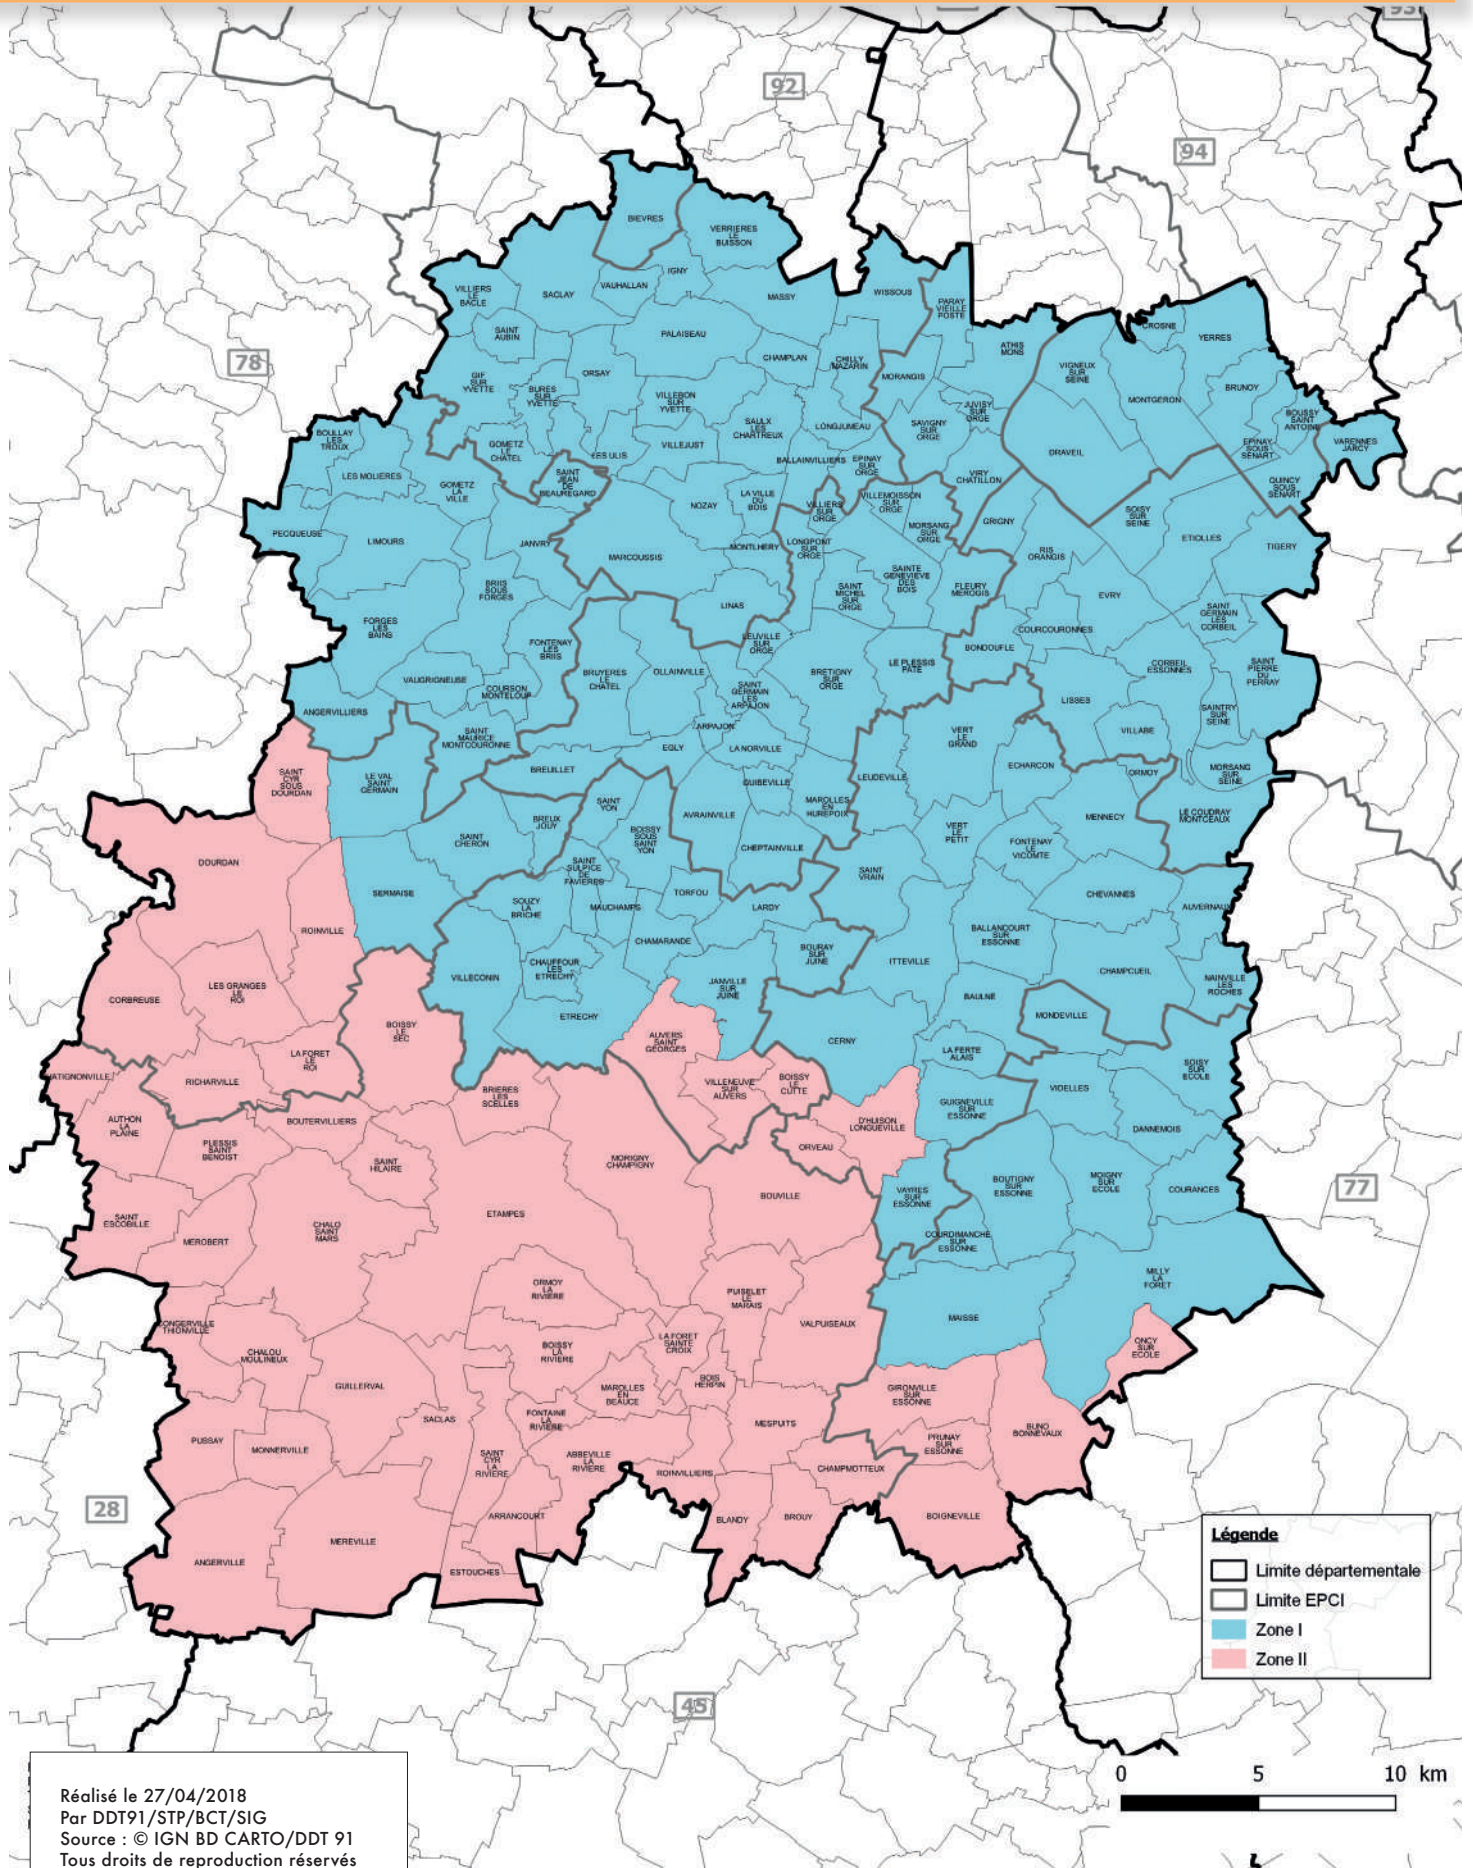 93
92
94
78
77
28
45
BIEVRES
VERRIERES
LE
BUISSON
IGNY
VAUHALLAN
SACLAY
VILLIERS
LE
BACLE
MASSY
WISSOUS
PARAY
VIEILLE
POSTE
SAINT
AUBIN
PALAISEAU
CHAMPLAN
CHILLY
MAZARIN
ATHIS
MONS
CROSNE
YERRES
VIGNEUX
SUR
SEINE
MONTGERON
BRUNOY
BOUSSY
SAINT
ANTOINE
VARENNES
JARCY
EPINAY
SOUS
SENART
QUINCY
SOUS
SENART
GIF
SUR
YVETTE
BURES
SUR
YVETTE
ORSAY
VILLEBON
SUR
YVETTE
MORANGIS
SAVIGNY
SUR
ORGE
JUVISY
SUR
ORGE
DRAVEIL
SAULX
LES
CHARTREUX
LONGJUMEAU
BOULLAY
LES
TROUX
LES MOLIERES
GOMETZ
LE
CHATEL
LES ULIS
VILLEJUST
BALLAINVILLIERS
EPINAY
SUR
ORGE
VIRY
CHATILLON
GOMETZ
LA
VILLE
SAINT
JEAN
DE
BEAUREGARD
NOZAY
LA VILLE
DU
BOIS
VILLIERS
SUR
ORGE
VILLEMOISSON
SUR
ORGE
MORSANG
SUR
ORGE
GRIGNY
SOISY
SUR
SEINE
ETIOLLES
TIGERY
PECQUEUSE
LIMOURS
JANVRY
MARCOUSSIS
MONTLHERY
LONGPONT
SUR
ORGE
RIS
ORANGIS
BRIIS
SOUS
FORGES
LINAS
SAINT
MICHEL
SUR
ORGE
SAINTE
GENEVIEVE
DES
BOIS
FLEURY
MEROGIS
EVRY
SAINT
GERMAIN
LES
CORBEIL
FORGES
LES
BAINS
FONTENAY
LES
BRIIS
LEUVILLE
SUR
ORGE
COURCOURONNES
BONDOUFLE
VAUGRIGNEUSE
COURSON
MONTELOUP
BRUYERES
LE
CHATEL
OLLAINVILLE
SAINT
GERMAIN
LES
ARPAJON
BRETIGNY
SUR
ORGE
LE PLESSIS
PATE
CORBEIL
ESSONNES
SAINT
PIERRE
DU
PERRAY
LISSES
SAINTRY
SUR
SEINE
ANGERVILLIERS
SAINT
MAURICE
MONTCOURONNE
ARPAJON
EGLY
LA NORVILLE
VERT
LE
GRAND
VILLABE
SAINT
CYR
SOUS
DOURDAN
LE VAL
SAINT
GERMAIN
BREUILLET
GUIBEVILLE
LEUDEVILLE
ECHARCON
ORMOY
MORSANG
SUR
SEINE
SAINT
YON
AVRAINVILLE
MAROLLES
EN
HUREPOIX
MENNECY
LE COUDRAY
MONTCEAUX
SAINT
CHERON
BREUX
JOUY
BOISSY
SOUS
SAINT
YON
CHEPTAINVILLE
VERT
LE
PETIT
FONTENAY
LE
VICOMTE
DOURDAN
SAINT
SULPICE
DE
FAVIERES
SAINT
VRAIN
SERMAISE
TORFOU
CHEVANNES
AUVERNAUX
SOUZY
LA
BRICHE
MAUCHAMPS
LARDY
ROINVILLE
BALLANCOURT
SUR
ESSONNE
CHAMARANDE
BOURAY
SUR
JUINE
ITTEVILLE
VILLECONIN
CHAUFFOUR
LES
ETRECHY
CHAMPCUEIL
NAINVILLE
LES
ROCHES
LES GRANGES
LE
ROI
CORBREUSE
JANVILLE
SUR
JUINE
BAULNE
MONDEVILLE
ETRECHY
BOISSY
LE
SEC
AUVERS
SAINT
GEORGES
CERNY
LA FERTE
ALAIS
LA FORET
LE
ROI
SOISY
SUR
ECOLE
RICHARVILLE
VILLENEUVE
SUR
AUVERS
BOISSY
LE
CUTTE
VIDELLES
BRIERES
LES
SCELLES
GUIGNEVILLE
SUR
ESSONNE
AUTHON
LA
PLAINE
BOUTERVILLIERS
D'HUISON
LONGUEVILLE
DANNEMOIS
PLESSIS
SAINT
BENOIST
ORVEAU
SAINT
HILAIRE
MORIGNY
CHAMPIGNY
BOUTIGNY
SUR
ESSONNE
MOIGNY
SUR
ECOLE
COURANCES
BOUVILLE
VAYRES
SUR
ESSONNE
SAINT
ESCOBILLE
ETAMPES
MEROBERT
CHALO
SAINT
MARS
COURDIMANCHE
SUR
ESSONNE
MILLY
LA
FORET
ORMOY
LA
RIVIERE
PUISELET
LE
MARAIS
VALPUISEAUX
MAISSE
CONGERVILLE
THIONVILLE
CHALOU
MOULINEUX
BOISSY
LA
RIVIERE
LA FORET
SAINTE
CROIX
ONCY
SUR
ECOLE
GUILLERVAL
MAROLLES
EN
BEAUCE
BOIS
HERPIN
GIRONVILLE
SUR
ESSONNE
SACLAS
FONTAINE
LA
RIVIERE
MESPUITS
BUNO
BONNEVAUX
PUSSAY
MONNERVILLE
PRUNAY
SUR
ESSONNE
SAINT
CYR
LA
RIVIERE
ABBEVILLE
LA
RIVIERE
ROINVILLIERS
CHAMPMOTTEUX
ARRANCOURT
BLANDY
BROUY
BOIGNEVILLE
MEREVILLE
ANGERVILLE
ESTOUCHES
Légende
Limite départementale
Limite EPCI
Zone I
Zone II
0 5 10 km
Réalisé le 27/04/2018
Par DDT91/STP/BCT/SIG
Source : © IGN BD CARTO/DDT 91
Tous droits de reproduction réservés